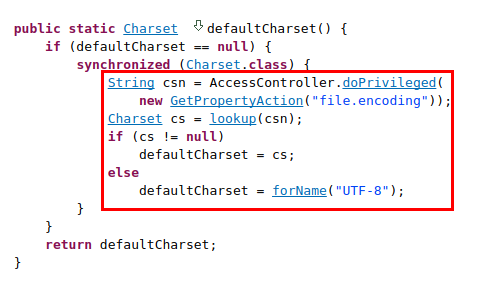 public static Charset defaultCharset() {
if (defaultCharset == null) {
synchronized (Charset.class) {
String csn = AccessController.doPrivileged(
new GetPropertyAction("file.encoding"));
Charset cs = lookup(csn);
if (cs != null)
defaultCharset = cs;
else
defaultCharset = forName("UTF-8");
}
}
return defaultCharset;
}